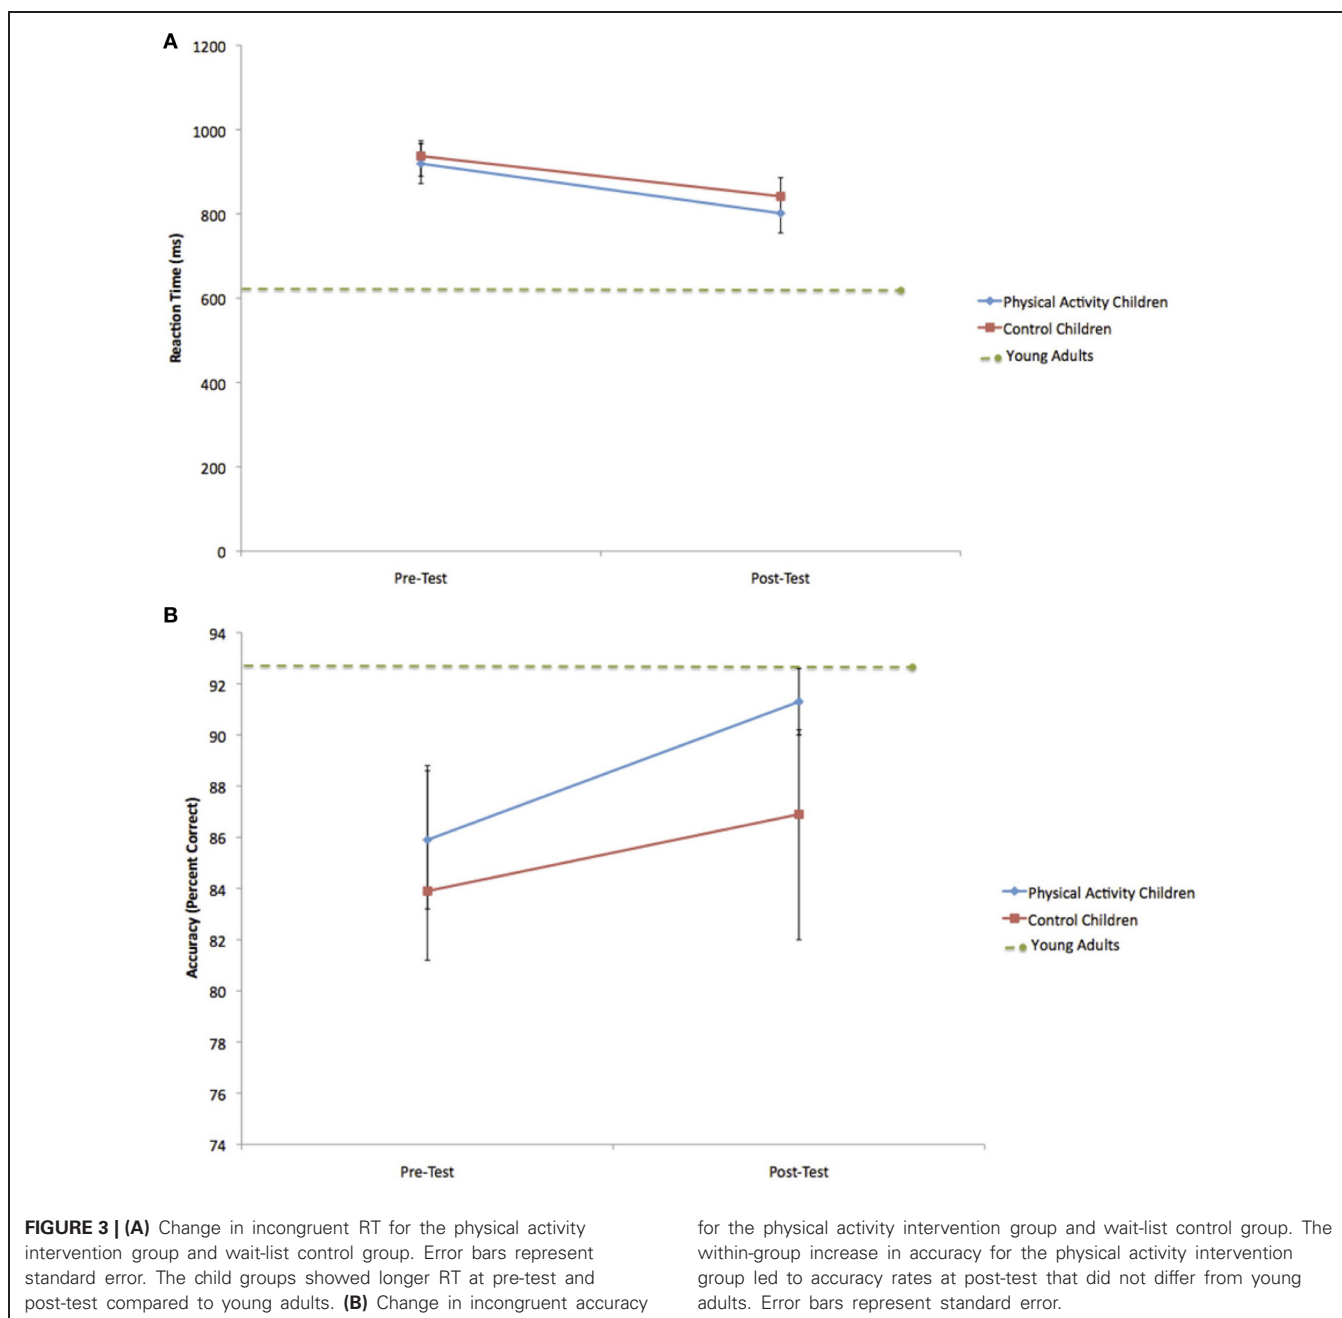 A
1200
1000
800
600
400
200
0
Reaction Time (ms)
Pre-Test
Post-Test
Physical Activity Children
Control Children
Young Adults
B
94
92
90
88
86
84
82
80
78
76
74
Accuracy (Percent Correct)
Pre-Test
Post-Test
Physical Activity Children
Control Children
Young Adults
FIGURE 3 | (A) Change in incongruent RT for the physical activity
intervention group and wait-list control group. Error bars represent
standard error. The child groups showed longer RT at pre-test and
post-test compared to young adults. (B) Change in incongruent accuracy
for the physical activity intervention group and wait-list control group. The
within-group increase in accuracy for the physical activity intervention
group led to accuracy rates at post-test that did not differ from young
adults. Error bars represent standard error.